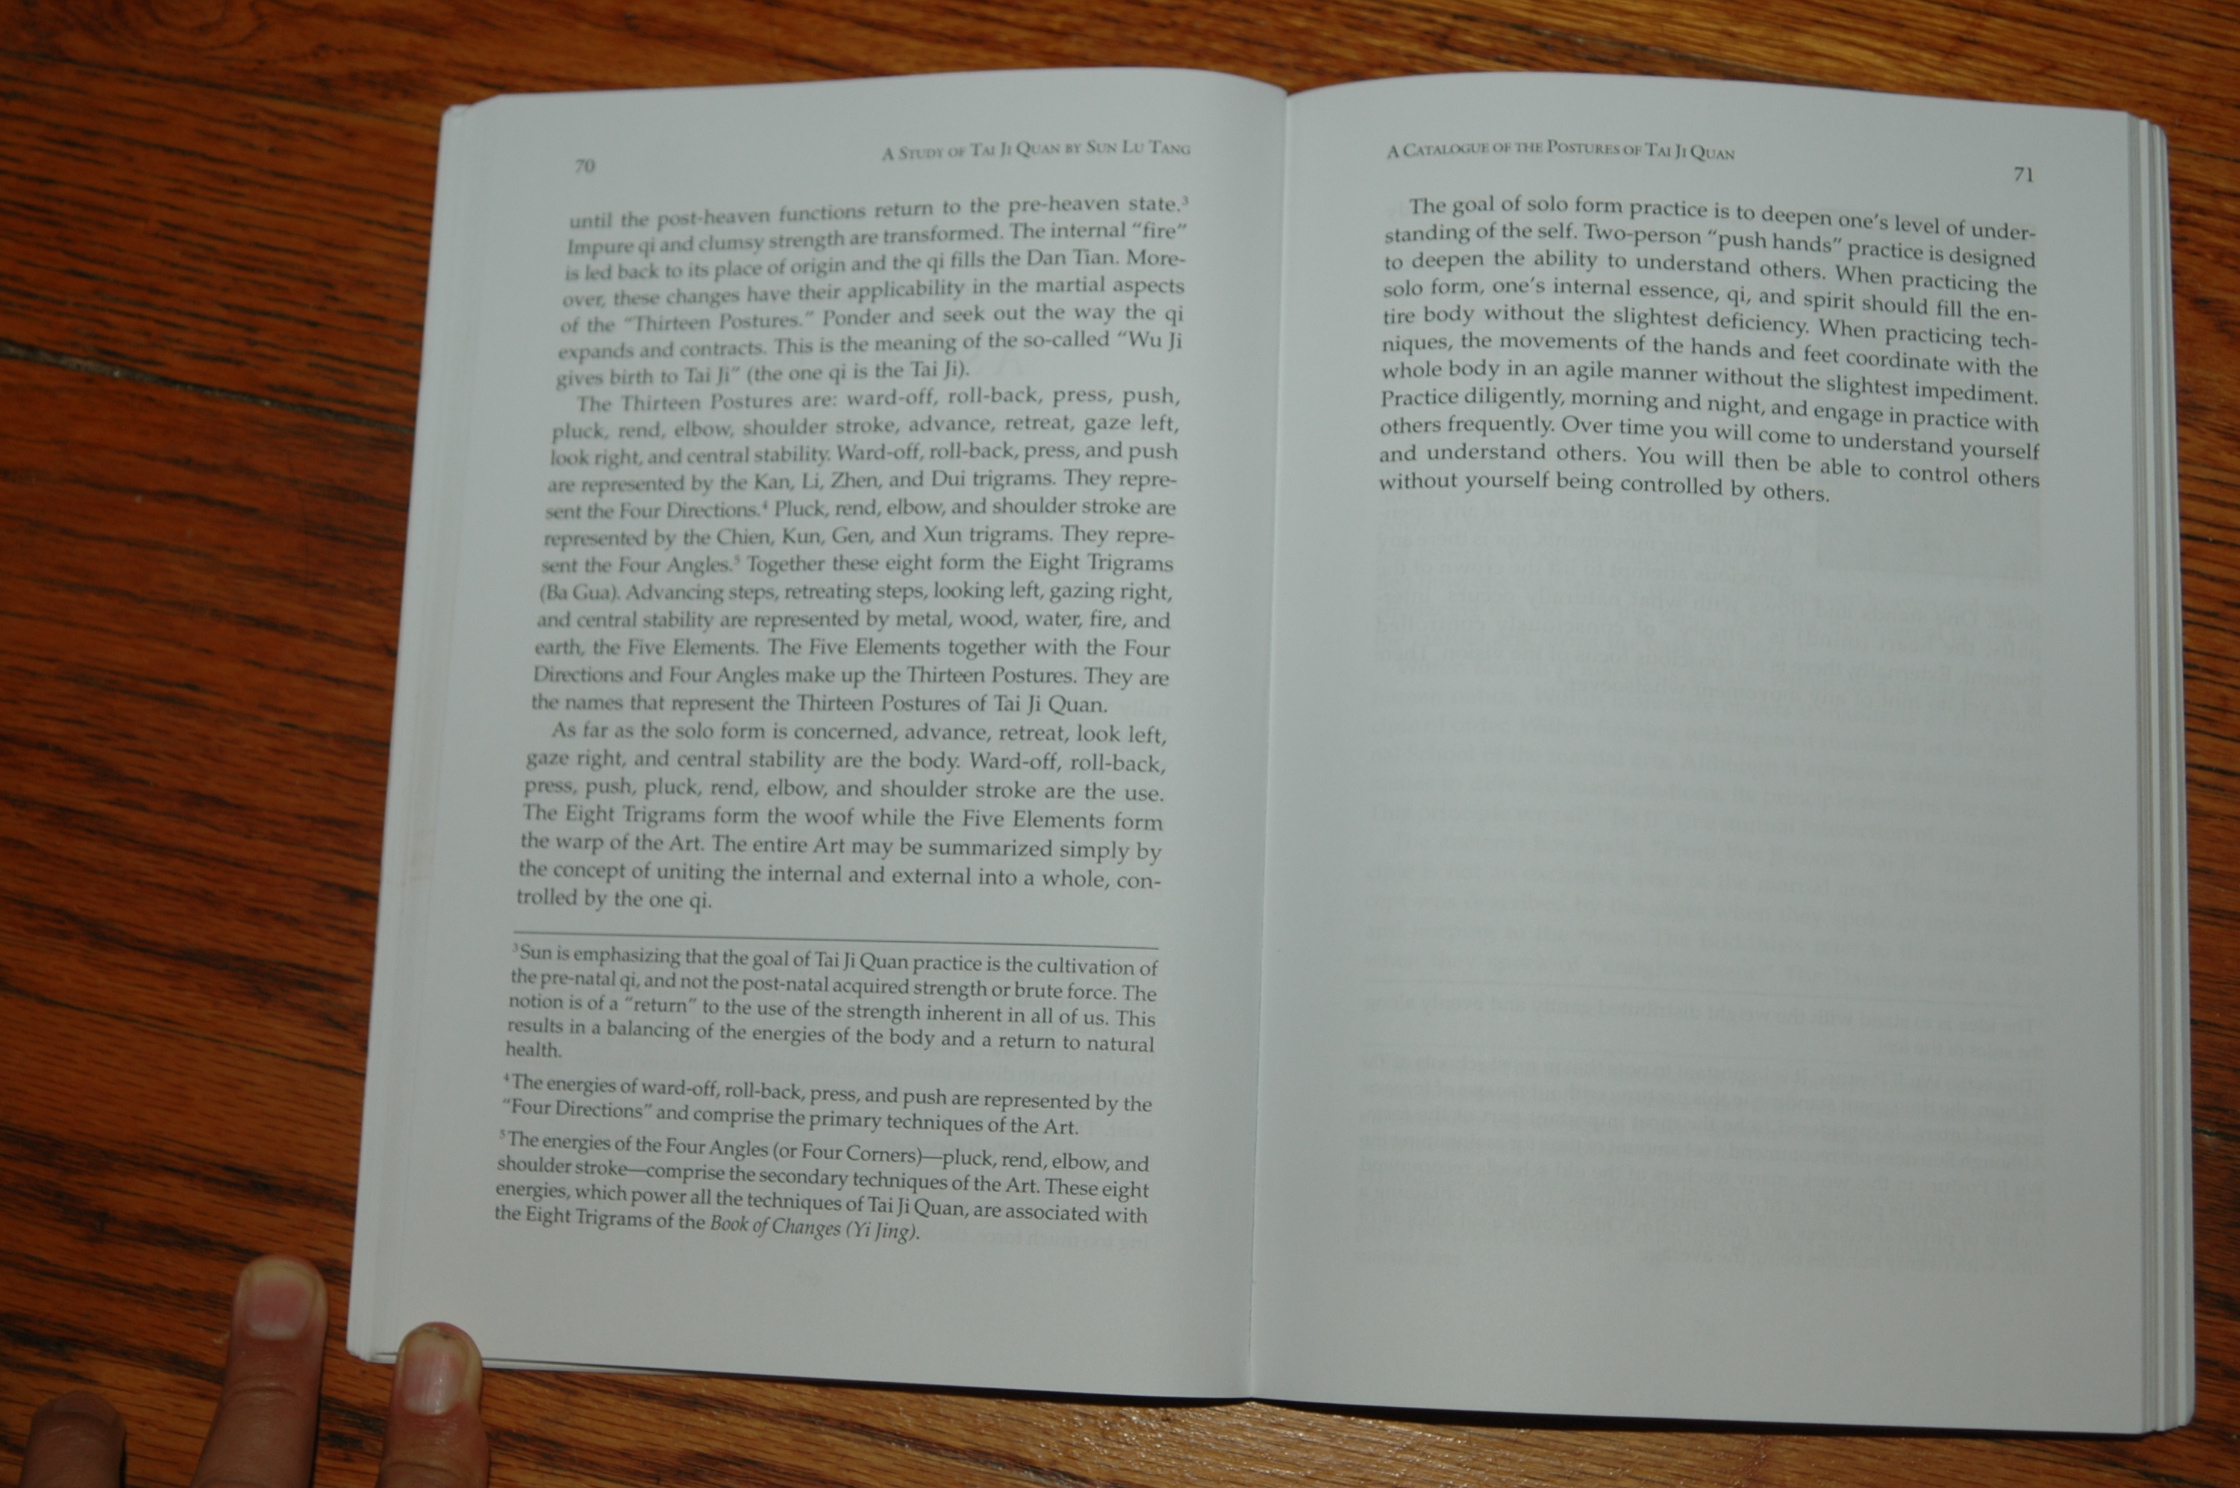 70
A STUDY OF TAI JI QUAN BY SUN LU TANG
until the post-heaven functions return to the pre-heaven state.³
Impure qi and clumsy strength are transformed. The internal “fire”
is led back to its place of origin and the qi fills the Dan Tian. More-
over, these changes have their applicability in the martial aspects
of the “Thirteen Postures.” Ponder and seek out the way the qi
expands and contracts. This is the meaning of the so-called “Wu Ji
gives birth to Tai Ji” (the one qi is the Tai Ji).
The Thirteen Postures are: ward-off, roll-back, press, push,
pluck, rend, elbow, shoulder stroke, advance, retreat, gaze left,
look right, and central stability. Ward-off, roll-back, press, and push
are represented by the Kan, Li, Zhen, and Dui trigrams. They repre-
sent the Four Directions.⁴ Pluck, rend, elbow, and shoulder stroke are
represented by the Chien, Kun, Gen, and Xun trigrams. They repre-
sent the Four Angles.⁵ Together these eight form the Eight Trigrams
(Ba Gua). Advancing steps, retreating steps, looking left, gazing right,
and central stability are represented by metal, wood, water, fire, and
earth, the Five Elements. The Five Elements together with the Four
Directions and Four Angles make up the Thirteen Postures. They are
the names that represent the Thirteen Postures of Tai Ji Quan.
As far as the solo form is concerned, advance, retreat, look left,
gaze right, and central stability are the body. Ward-off, roll-back,
press, push, pluck, rend, elbow, and shoulder stroke are the use.
The Eight Trigrams form the woof while the Five Elements form
the warp of the Art. The entire Art may be summarized simply by
the concept of uniting the internal and external into a whole, con-
trolled by the one qi.
³ Sun is emphasizing that the goal of Tai Ji Quan practice is the cultivation of
the pre-natal qi, and not the post-natal acquired strength or brute force. The
notion is of a “return” to the use of the strength inherent in all of us. This
results in a balancing of the energies of the body and a return to natural
health.
⁴ The energies of ward-off, roll-back, press, and push are represented by the
“Four Directions” and comprise the primary techniques of the Art.
⁵ The energies of the Four Angles (or Four Corners)—pluck, rend, elbow, and
shoulder stroke—comprise the secondary techniques of the Art. These eight
energies, which power all the techniques of Tai Ji Quan, are associated with
the Eight Trigrams of the Book of Changes (Yi Jing).
A CATALOGUE OF THE POSTURES OF TAI JI QUAN
71
The goal of solo form practice is to deepen one’s level of under-
standing of the self. Two-person “push hands” practice is designed
to deepen the ability to understand others. When practicing the
solo form, one’s internal essence, qi, and spirit should fill the en-
tire body without the slightest deficiency. When practicing tech-
niques, the movements of the hands and feet coordinate with the
whole body in an agile manner without the slightest impediment.
Practice diligently, morning and night, and engage in practice with
others frequently. Over time you will come to understand yourself
and understand others. You will then be able to control others
without yourself being controlled by others.